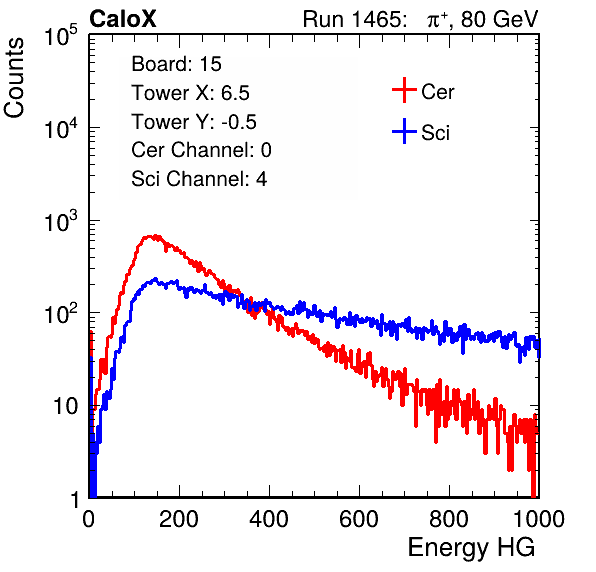 CaloX Run 1465: π⁺, 80 GeV
Counts
Board: 15
Tower X: 6.5
Tower Y: -0.5
Cer Channel: 0
Sci Channel: 4
Cer
Sci
10⁵
10⁴
10³
10²
10
1
0 200 400 600 800 1000
Energy HG